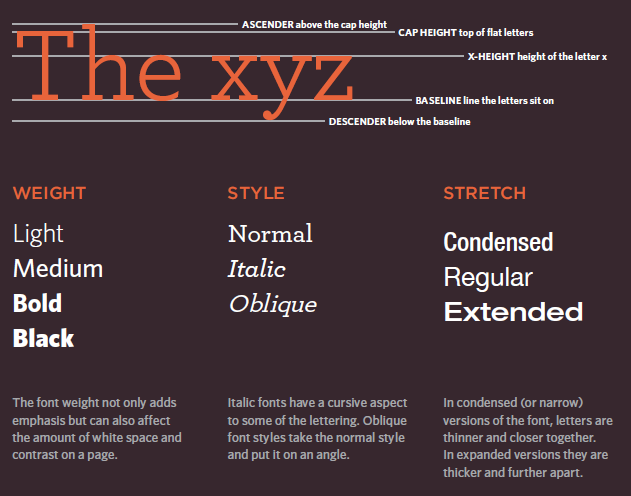 ASCENDER above the cap height
CAP HEIGHT top of flat letters
The xyz
X-HEIGHT height of the letter x
BASELINE line the letters sit on
DESCENDER below the baseline
WEIGHT
Light
Medium
Bold
Black
The font weight not only adds
emphasis but can also affect
the amount of white space and
contrast on a page.
STYLE
Normal
Italic
Oblique
Italic fonts have a cursive aspect
to some of the lettering. Oblique
font styles take the normal style
and put it on an angle.
STRETCH
Condensed
Regular
Extended
In condensed (or narrow)
versions of the font, letters are
thinner and closer together.
In expanded versions they are
thicker and further apart.